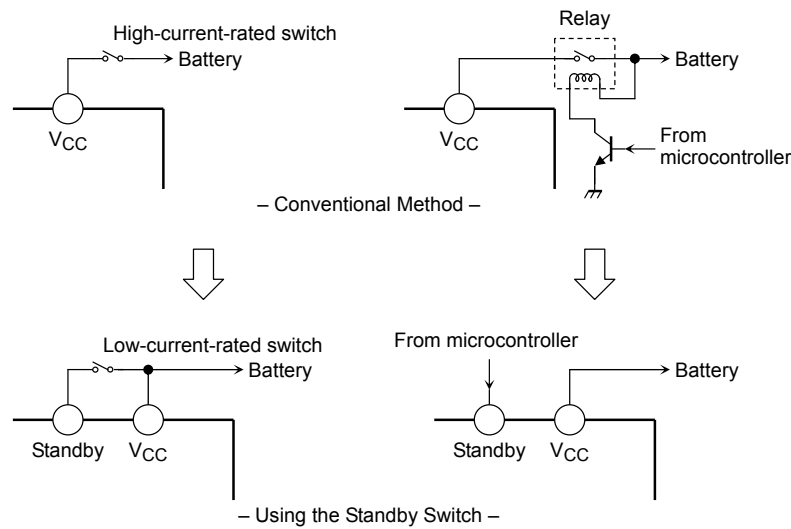 High-current-rated switch
Battery
VCC
Relay
Battery
VCC
From
microcontroller
– Conventional Method –
Low-current-rated switch
Battery
Standby
VCC
From microcontroller
Battery
Standby
VCC
– Using the Standby Switch –